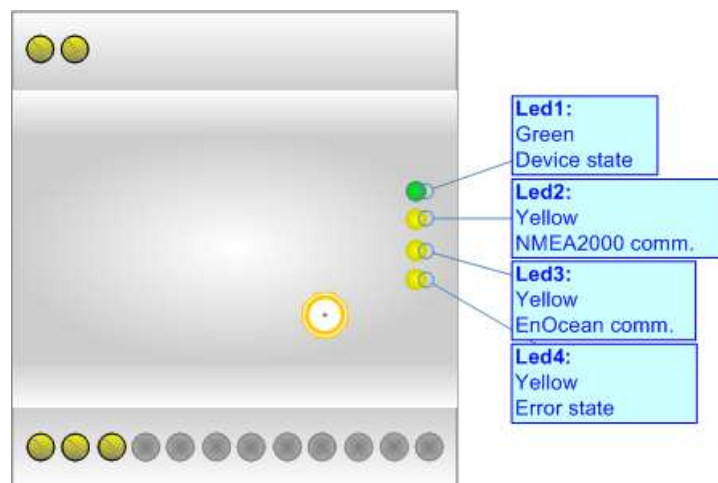 Led1:
Green
Device state
Led2:
Yellow
NMEA2000 comm.
Led3:
Yellow
EnOcean comm.
Led4:
Yellow
Error state